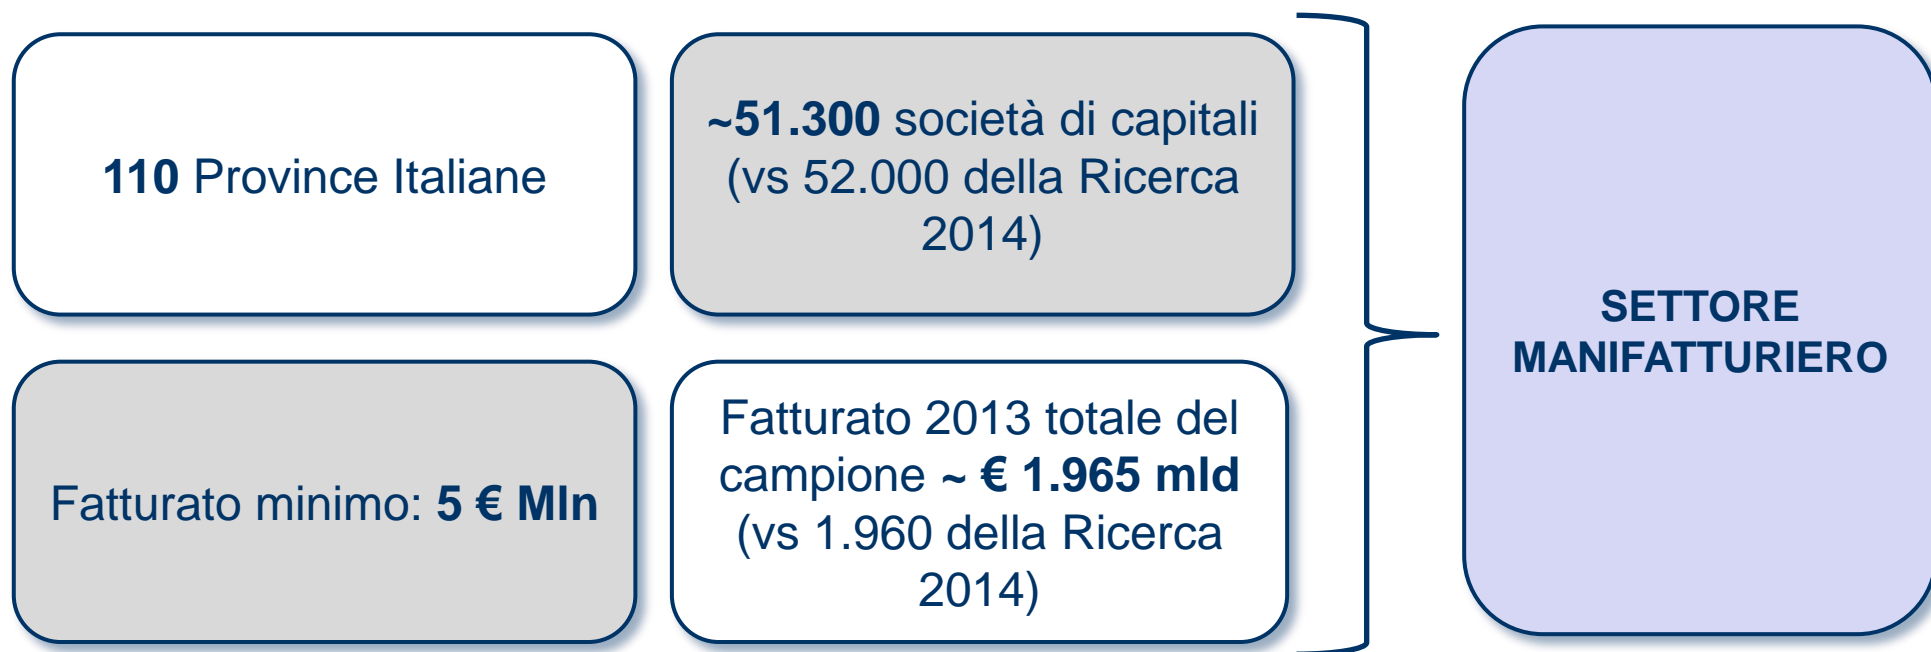 110 Province Italiane
~51.300 società di capitali
(vs 52.000 della Ricerca
2014)
Fatturato minimo: 5 € Mln
Fatturato 2013 totale del
campione ~ € 1.965 mld
(vs 1.960 della Ricerca
2014)
SETTORE
MANIFATTURIERO